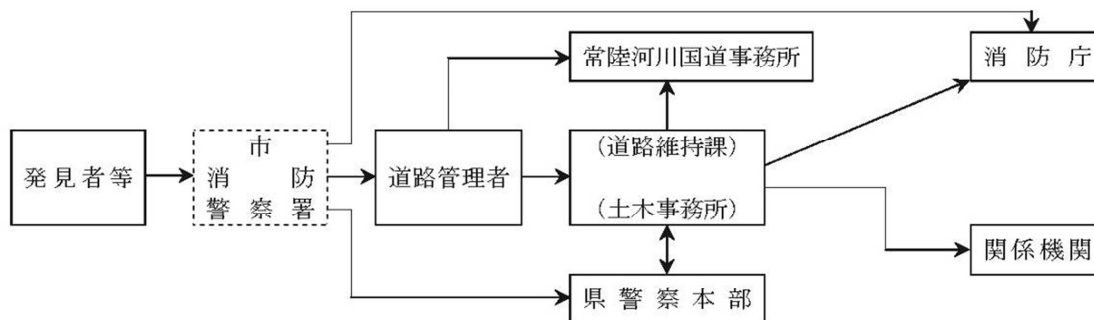 常陸河川国道事務所
消防庁
発見者等
市
消防
警察署
道路管理者
（道路維持課）
（土木事務所）
関係機関
県警察本部